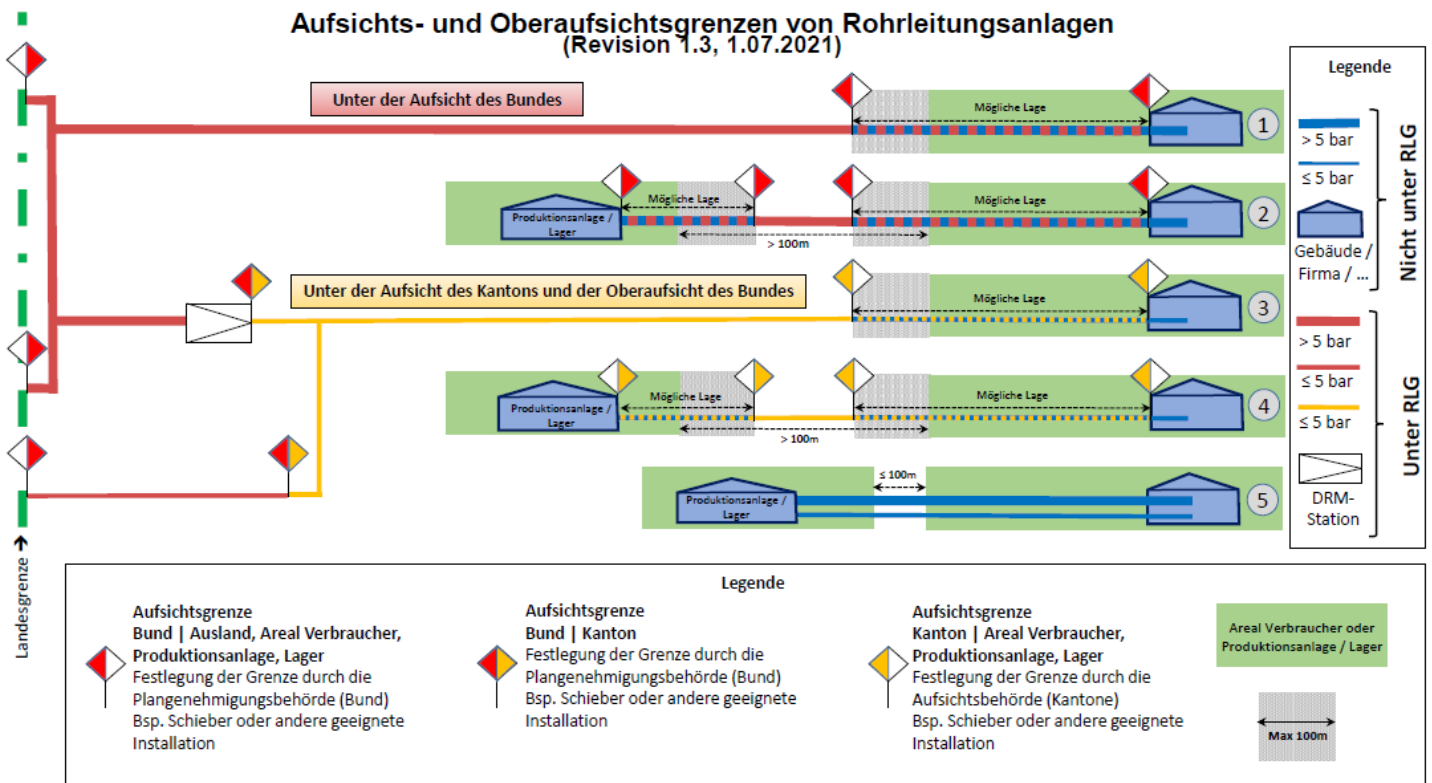 Aufsichts- und Oberaufsichtsgrenzen von Rohrleitungsanlagen
(Revision 1.3, 1.07.2021)
Unter der Aufsicht des Bundes
Mögliche Lage
1
Produktionsanlage /
Lager
Mögliche Lage
> 100m
Mögliche Lage
2
Unter der Aufsicht des Kantons und der Oberaufsicht des Bundes
Mögliche Lage
3
Produktionsanlage /
Lager
Mögliche Lage
> 100m
Mögliche Lage
4
Produktionsanlage /
Lager
≤ 100m
5
Landesgrenze →
Legende
> 5 bar
≤ 5 bar
Gebäude /
Firma / ...
Nicht unter RLG
> 5 bar
≤ 5 bar
≤ 5 bar
DRM-
Station
Unter RLG
Legende
Aufsichtsgrenze
Bund | Ausland, Areal Verbraucher,
Produktionsanlage, Lager
Festlegung der Grenze durch die
Plangenehmigungsbehörde (Bund)
Bsp. Schieber oder andere geeignete
Installation
Aufsichtsgrenze
Bund | Kanton
Festlegung der Grenze durch die
Plangenehmigungsbehörde (Bund)
Bsp. Schieber oder andere geeignete
Installation
Aufsichtsgrenze
Kanton | Areal Verbraucher,
Produktionsanlage, Lager
Festlegung der Grenze durch die
Aufsichtsbehörde (Kantone)
Bsp. Schieber oder andere geeignete
Installation
Areal Verbraucher oder
Produktionsanlage / Lager
Max 100m